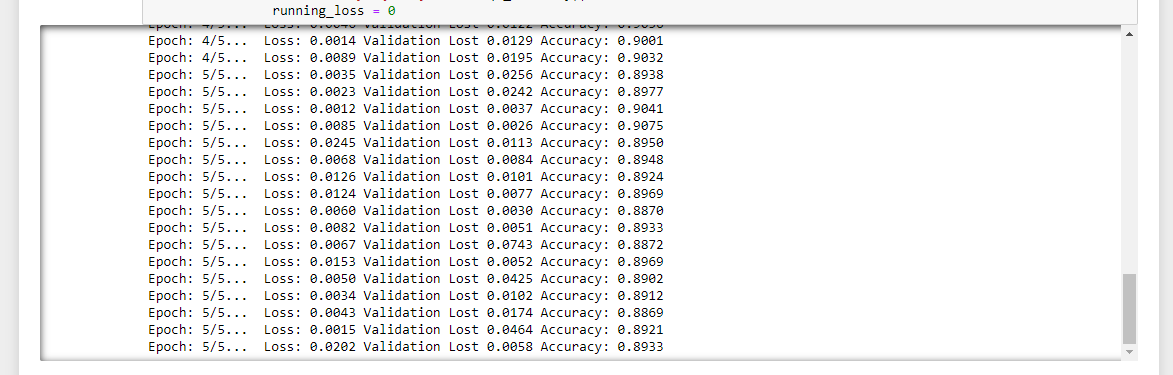 running_loss = 0
Epoch: 4/5... Loss: 0.0014 Validation Lost 0.0129 Accuracy: 0.9001
Epoch: 4/5... Loss: 0.0089 Validation Lost 0.0195 Accuracy: 0.9032
Epoch: 5/5... Loss: 0.0035 Validation Lost 0.0256 Accuracy: 0.8938
Epoch: 5/5... Loss: 0.0023 Validation Lost 0.0242 Accuracy: 0.8977
Epoch: 5/5... Loss: 0.0012 Validation Lost 0.0037 Accuracy: 0.9041
Epoch: 5/5... Loss: 0.0085 Validation Lost 0.0026 Accuracy: 0.9075
Epoch: 5/5... Loss: 0.0245 Validation Lost 0.0113 Accuracy: 0.8950
Epoch: 5/5... Loss: 0.0068 Validation Lost 0.0084 Accuracy: 0.8948
Epoch: 5/5... Loss: 0.0126 Validation Lost 0.0101 Accuracy: 0.8924
Epoch: 5/5... Loss: 0.0124 Validation Lost 0.0077 Accuracy: 0.8969
Epoch: 5/5... Loss: 0.0060 Validation Lost 0.0030 Accuracy: 0.8870
Epoch: 5/5... Loss: 0.0082 Validation Lost 0.0051 Accuracy: 0.8933
Epoch: 5/5... Loss: 0.0067 Validation Lost 0.0743 Accuracy: 0.8872
Epoch: 5/5... Loss: 0.0153 Validation Lost 0.0052 Accuracy: 0.8969
Epoch: 5/5... Loss: 0.0050 Validation Lost 0.0425 Accuracy: 0.8902
Epoch: 5/5... Loss: 0.0034 Validation Lost 0.0102 Accuracy: 0.8912
Epoch: 5/5... Loss: 0.0043 Validation Lost 0.0174 Accuracy: 0.8869
Epoch: 5/5... Loss: 0.0015 Validation Lost 0.0464 Accuracy: 0.8921
Epoch: 5/5... Loss: 0.0202 Validation Lost 0.0058 Accuracy: 0.8933